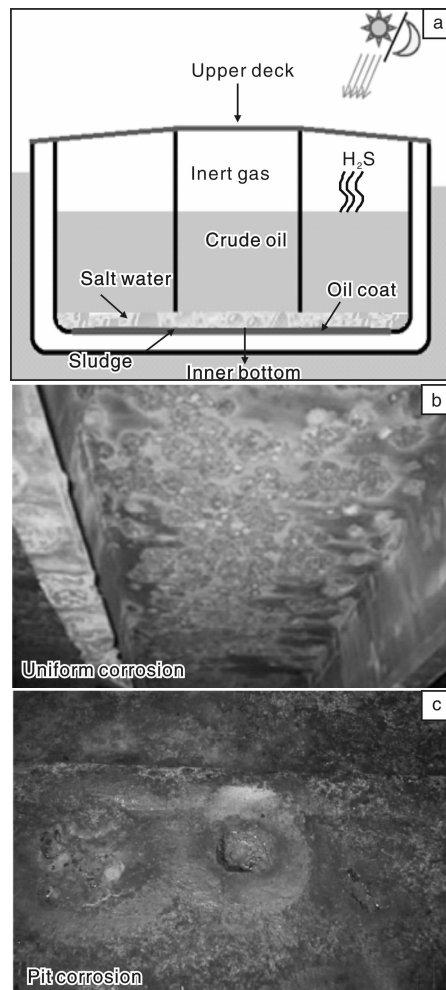 a
Upper deck
Inert gas
H₂S
Crude oil
Salt water
Oil coat
Sludge
Inner bottom
b
Uniform corrosion
c
Pit corrosion